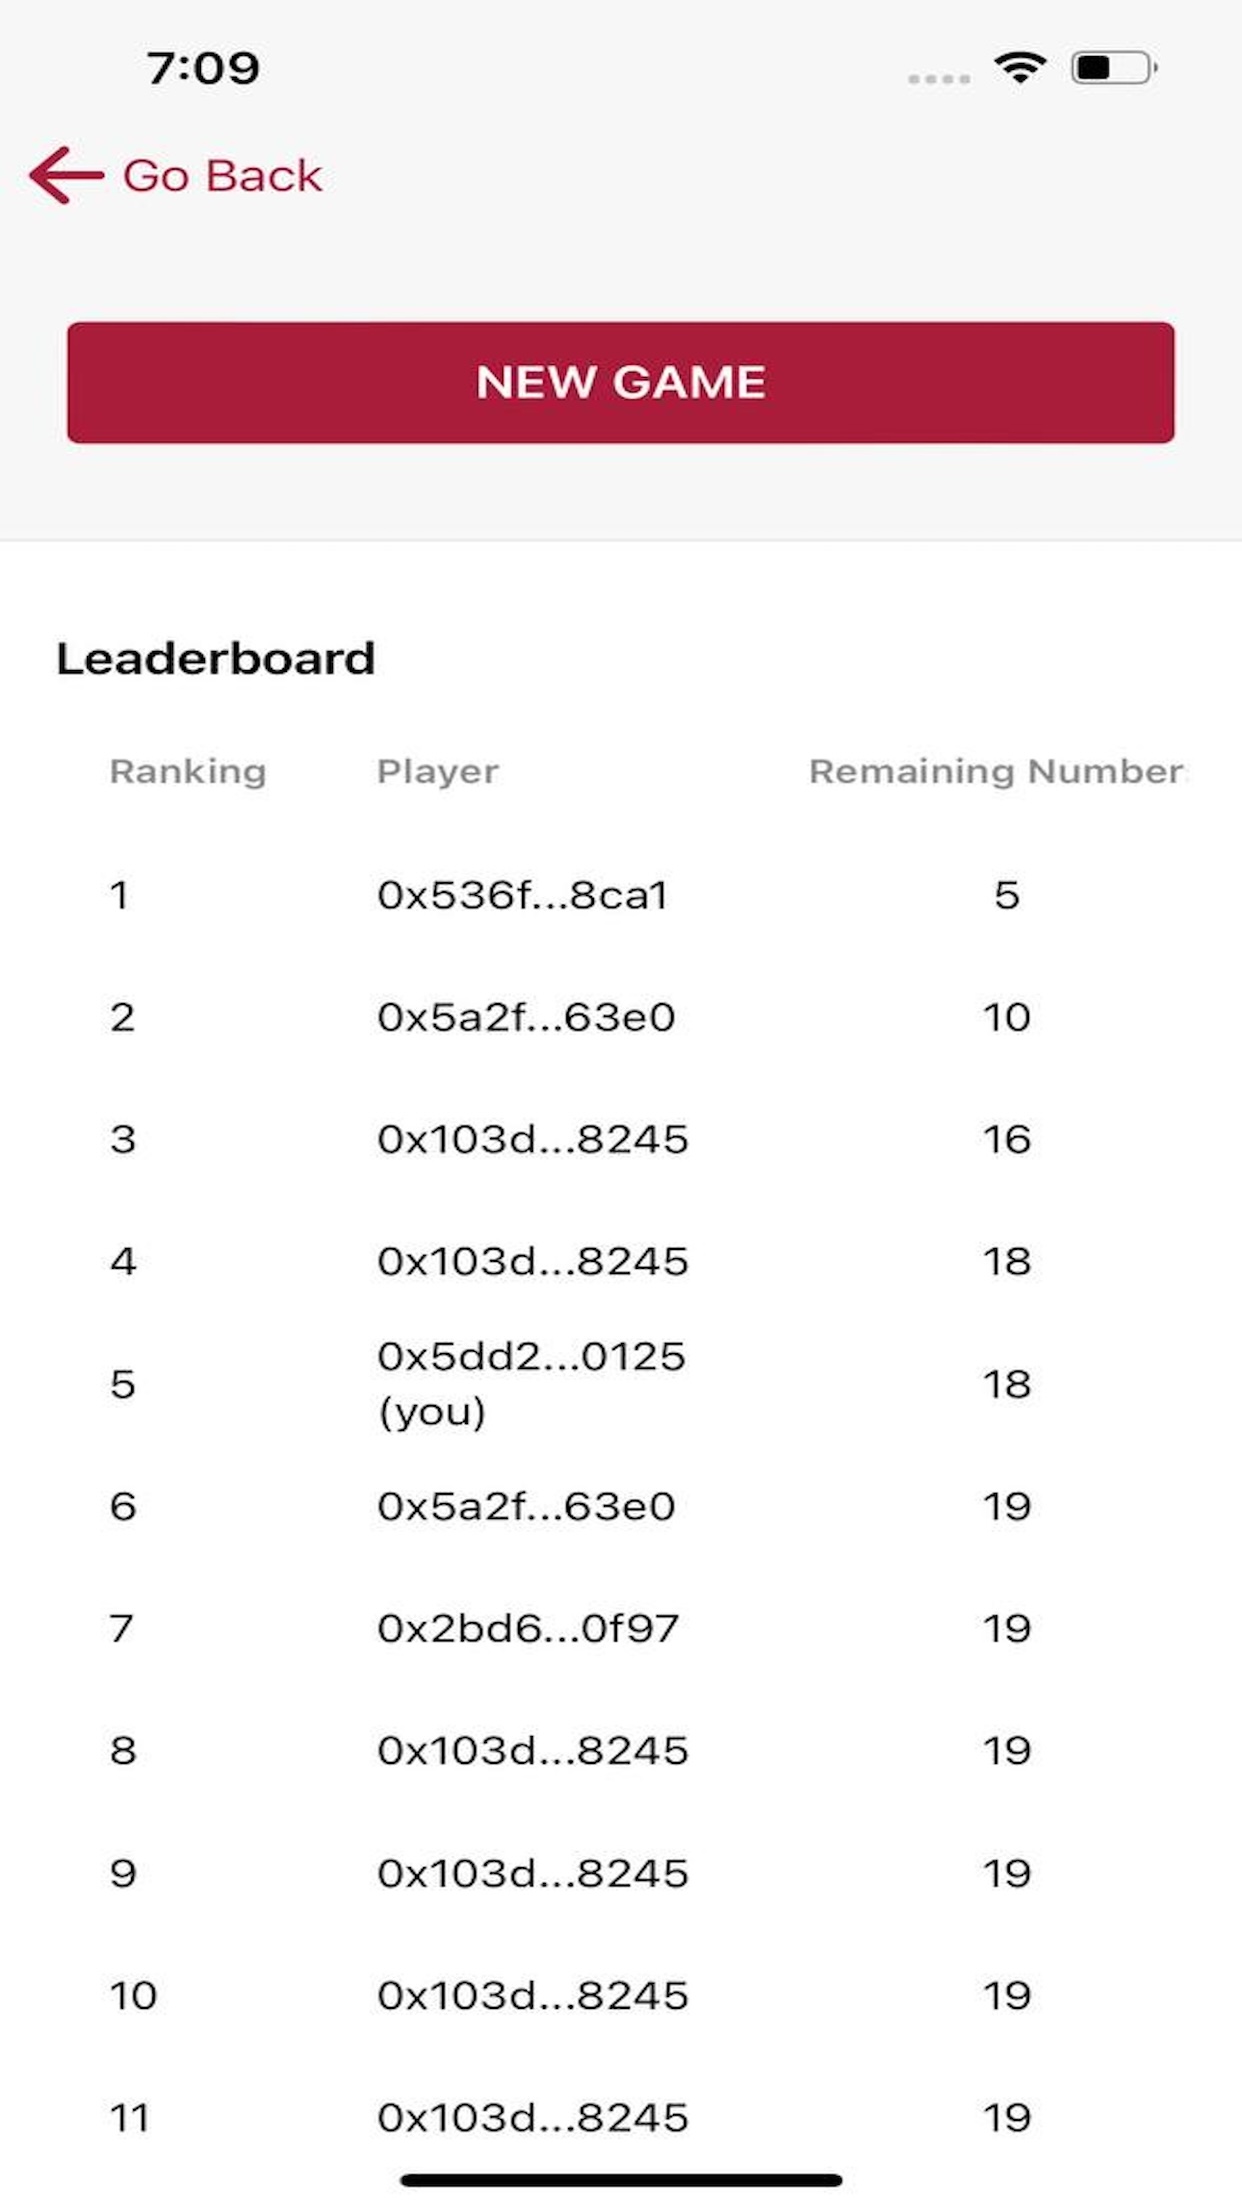 7:09
Go Back
NEW GAME
Leaderboard
Ranking Player Remaining Number
1 0x536f...8ca1 5
2 0x5a2f...63e0 10
3 0x103d...8245 16
4 0x103d...8245 18
5 0x5dd2...0125 (you) 18
6 0x5a2f...63e0 19
7 0x2bd6...0f97 19
8 0x103d...8245 19
9 0x103d...8245 19
10 0x103d...8245 19
11 0x103d...8245 19